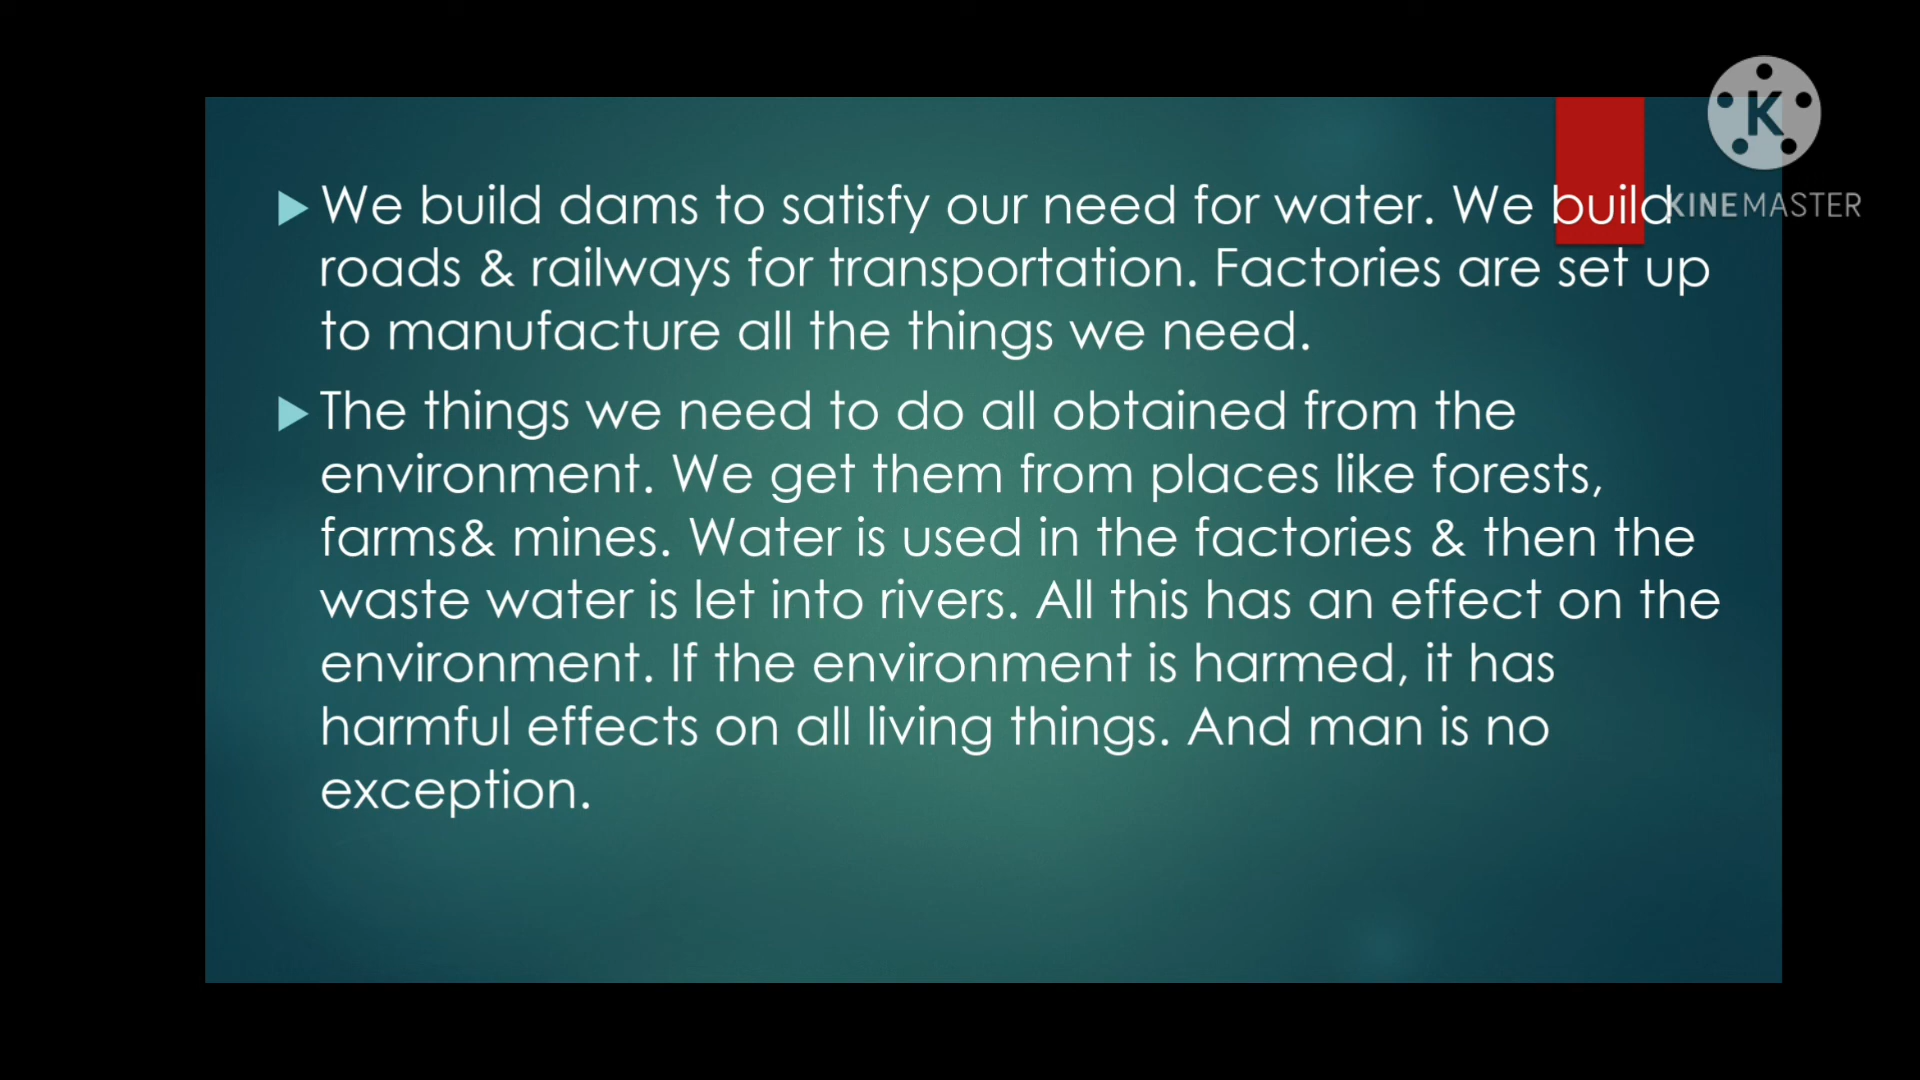 We build dams to satisfy our need for water. We build
roads & railways for transportation. Factories are set up
to manufacture all the things we need.
The things we need to do all obtained from the
environment. We get them from places like forests,
farms& mines. Water is used in the factories & then the
waste water is let into rivers. All this has an effect on the
environment. If the environment is harmed, it has
harmful effects on all living things. And man is no
exception.
K
KINEMASTER